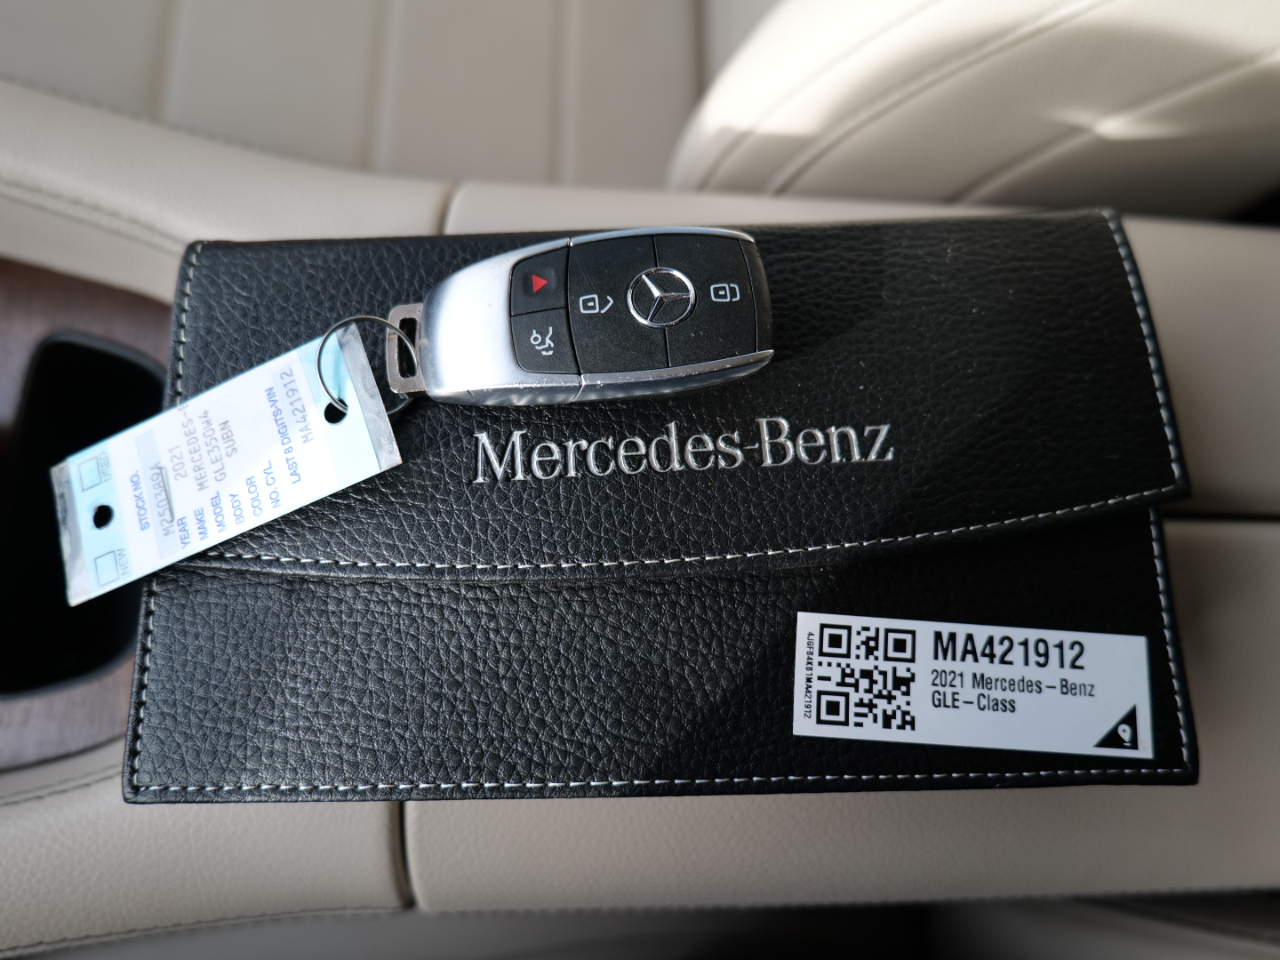 Mercedes-Benz
USED
NEW
STOCK NO.
M250389A
YEAR 2021
MAKE MERCEDES-
MODEL GLE350W4
BODY SUBN
COLOR
NO. CYL.
LAST 8 DIGITS-VIN
MA421912
4JGFB4KB1MA421912
MA421912
2021 Mercedes-Benz
GLE-Class